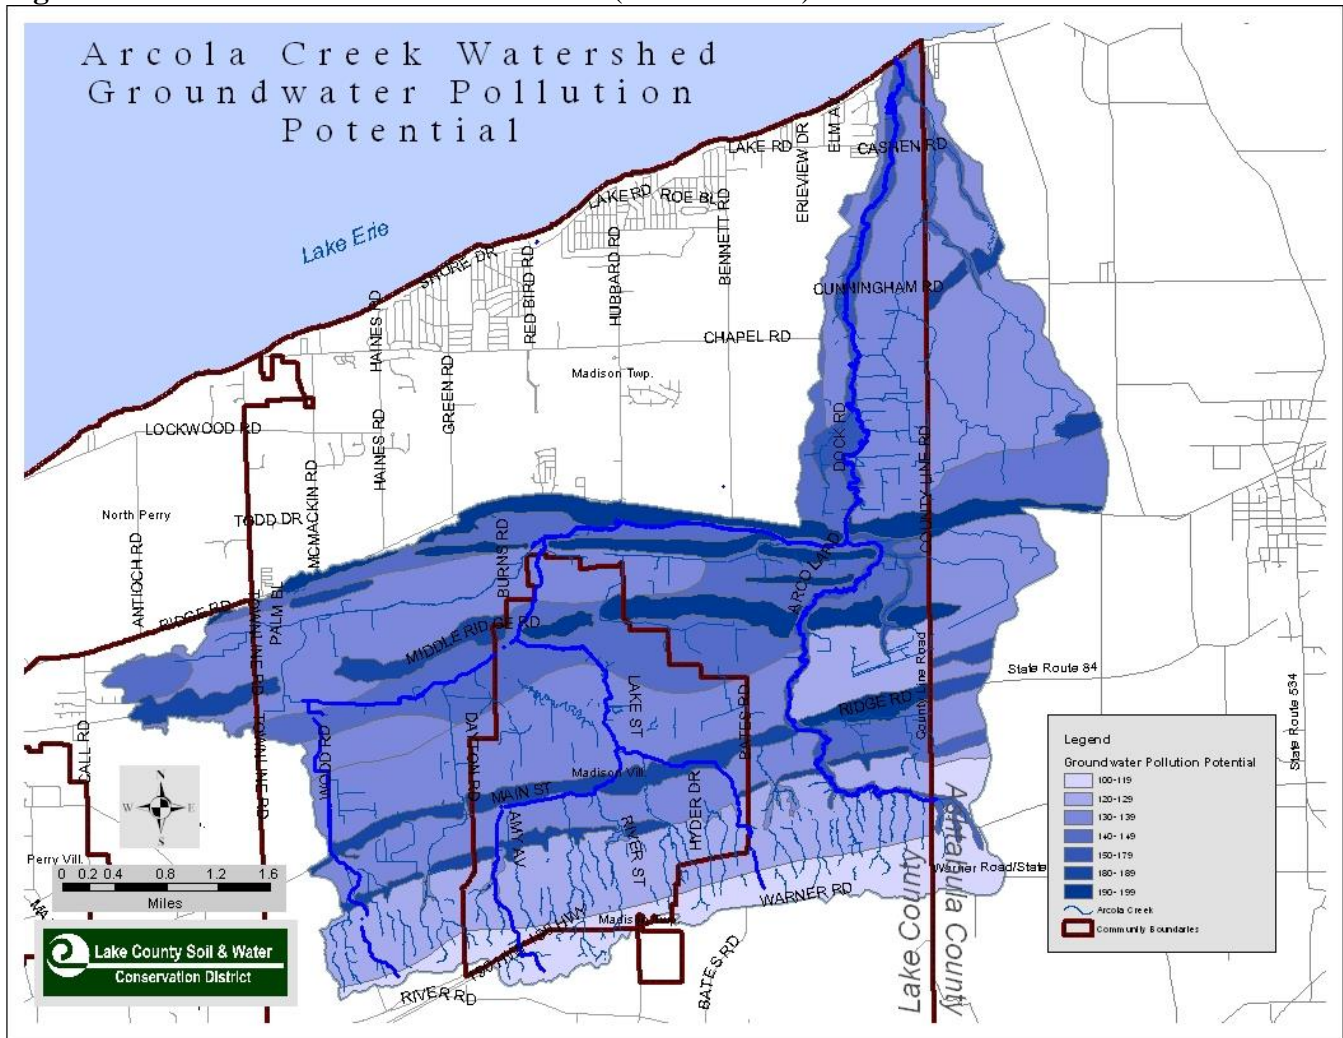 Arcola Creek Watershed
Groundwater Pollution
Potential
Lake Erie
LAKE RD
ERIEVIEW DR
CASHEN RD
LAKE RD
ROE BL
BENNETT RD
HUBBARD RD
RED BIRD RD
SHORE DR
HAINES RD
CUNNINGHAM RD
CHAPEL RD
GREEN RD
Madison Twp.
LOCKWOOD RD
HAINES RD
DOCK RD
COUNTY LINE RD
MCMACKIN RD
North Perry
TODD DR
ANTIOCH RD
BURNS RD
PALM BL
RIDGE RD
TOWNLINE RD
MIDDLE RIDGE RD
State Route 84
LAKE ST
BATES RD
RIDGE RD
County Line Road
State Route 534
CALL RD
TOWNLINE RD
WOOD RD
DAYTON RD
Madison Vill.
MAIN ST
AMY AV
RIVER ST
HYDER DR
WARNER RD
Warner Road/State
RIVER RD
BATES RD
Lake County
Ashtabula County
N
W E
S
Perry Vill.
0 0.2 0.4 0.8 1.2 1.6
Miles
Lake County Soil & Water
Conservation District
Legend
Groundwater Pollution Potential
100-119
120-129
130-139
140-149
150-179
180-189
190-199
Arcola Creek
Community Boundaries